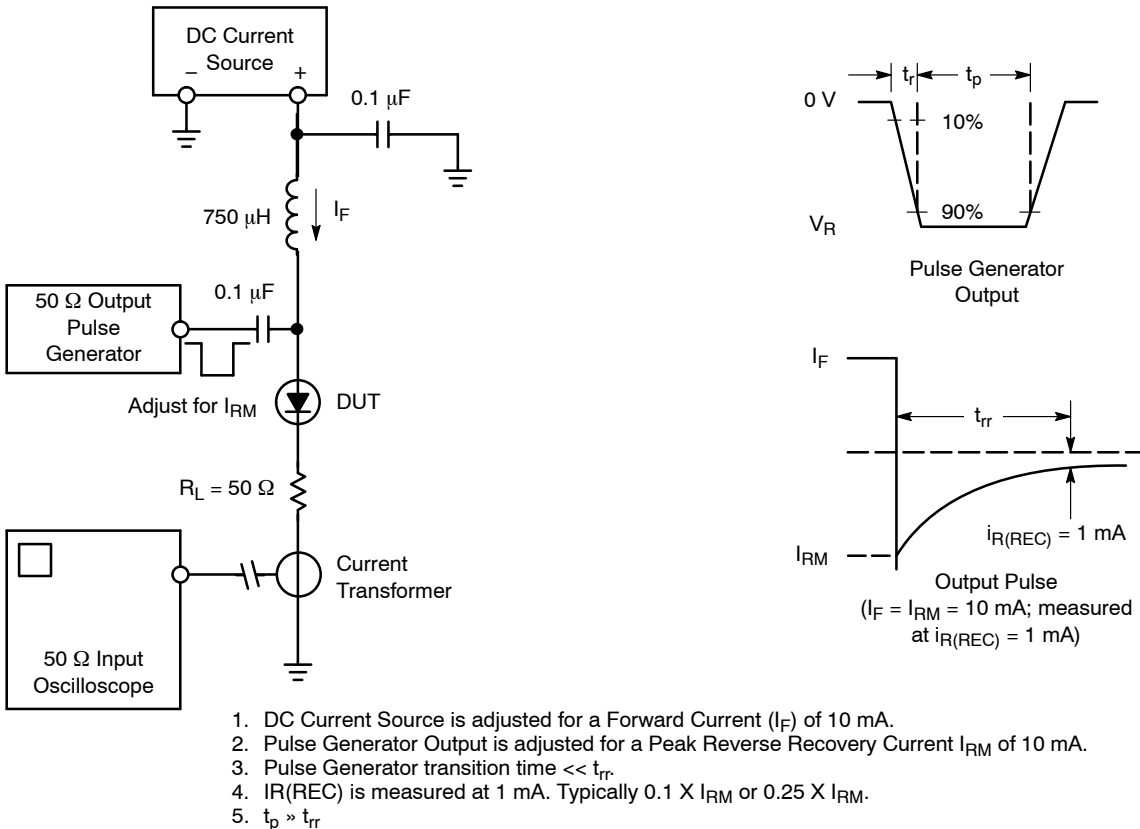 DC Current
Source
− +
0.1 μF
750 μH
I_F
50 Ω Output
Pulse
Generator
0.1 μF
Adjust for I_RM
DUT
R_L = 50 Ω
Current
Transformer
50 Ω Input
Oscilloscope
t_r t_p
0 V
10%
90%
V_R
Pulse Generator
Output
I_F
t_rr
i_R(REC) = 1 mA
I_RM
Output Pulse
(I_F = I_RM = 10 mA; measured
at i_R(REC) = 1 mA)
1. DC Current Source is adjusted for a Forward Current (I_F) of 10 mA.
2. Pulse Generator Output is adjusted for a Peak Reverse Recovery Current I_RM of 10 mA.
3. Pulse Generator transition time << t_rr.
4. IR(REC) is measured at 1 mA. Typically 0.1 X I_RM or 0.25 X I_RM.
5. t_p » t_rr